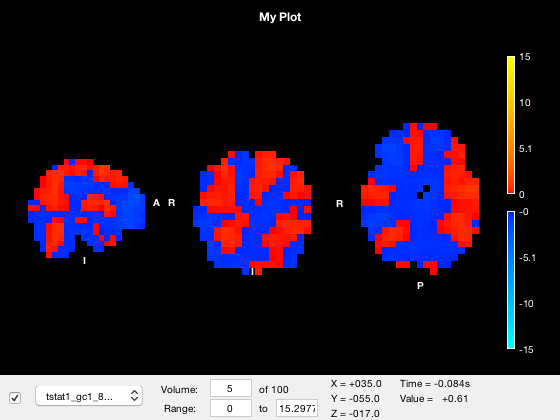 My Plot
15
10
5.1
0
-0
-5.1
-10
-15
A R R
I I P
tstat1_gc1_8...
Volume: 5 of 100
Range: 0 to 15.2977
X = +035.0 Time = -0.084s
Y = -055.0 Value = +0.61
Z = -017.0